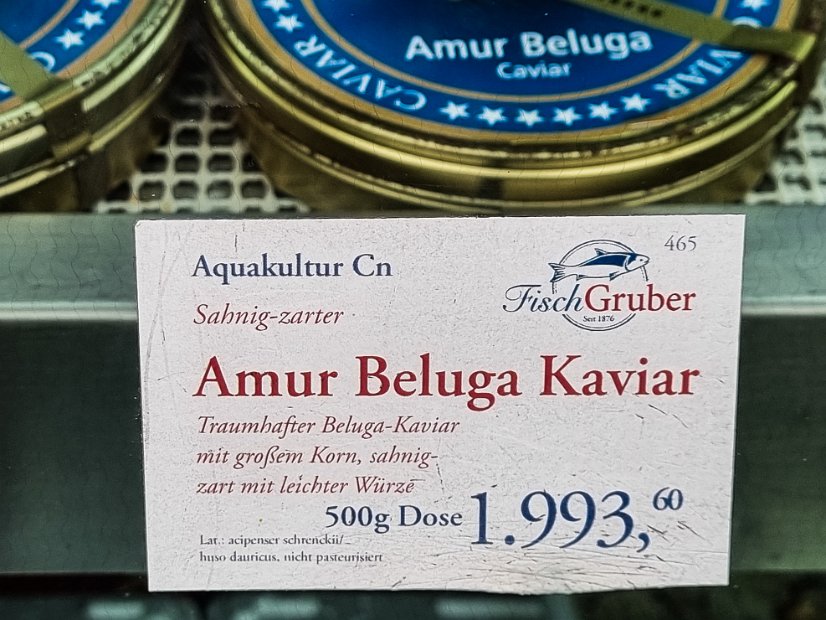 Amur Beluga
Caviar
CAVIAR
CAVIAR
Aquakultur Cn
465
Sahnig-zarter
FischGruber
Seit 1876
Amur Beluga Kaviar
Traumhafter Beluga-Kaviar
mit großem Korn, sahnig-
zart mit leichter Würze
500g Dose 1.993,60
Lat.: acipenser schrenckii/
huso dauricus, nicht pasteurisiert